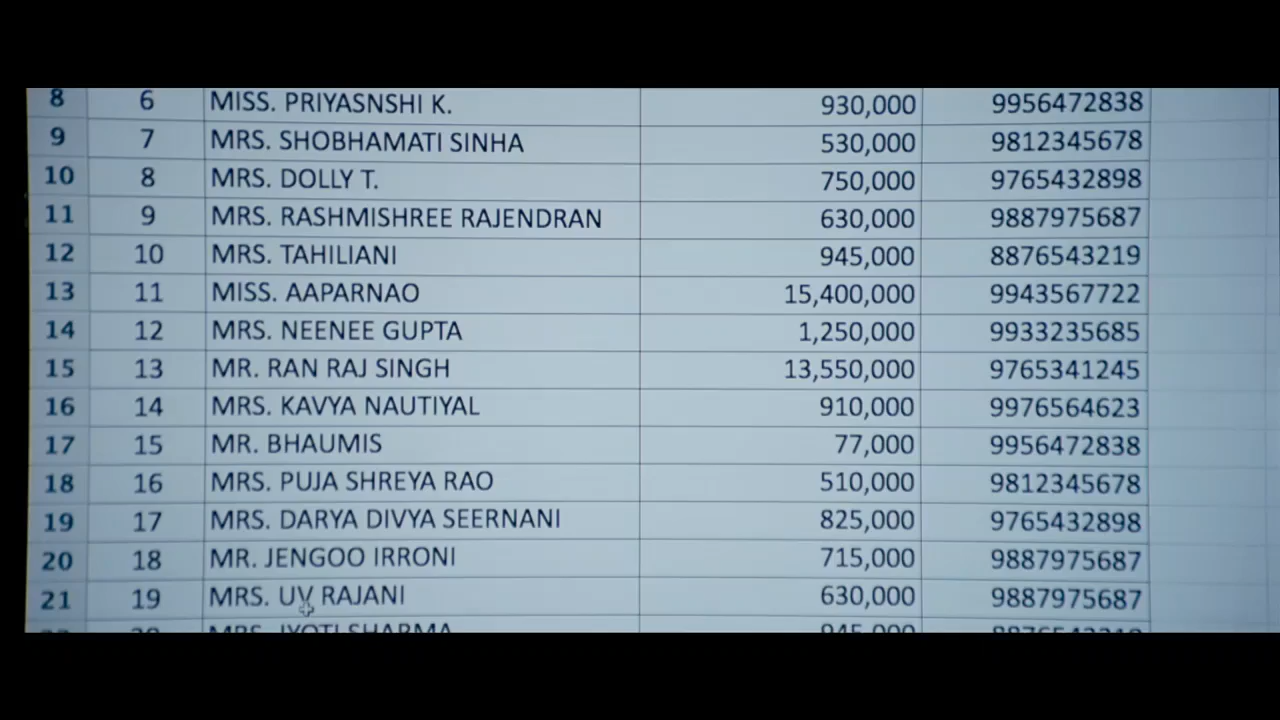 8 6 MISS. PRIYASNSHI K. 930,000 9956472838
9 7 MRS. SHOBHAMATI SINHA 530,000 9812345678
10 8 MRS. DOLLY T. 750,000 9765432898
11 9 MRS. RASHMISHREE RAJENDRAN 630,000 9887975687
12 10 MRS. TAHILIANI 945,000 8876543219
13 11 MISS. AAPARNAO 15,400,000 9943567722
14 12 MRS. NEENEE GUPTA 1,250,000 9933235685
15 13 MR. RAN RAJ SINGH 13,550,000 9765341245
16 14 MRS. KAVYA NAUTIYAL 910,000 9976564623
17 15 MR. BHAUMIS 77,000 9956472838
18 16 MRS. PUJA SHREYA RAO 510,000 9812345678
19 17 MRS. DARYA DIVYA SEERNANI 825,000 9765432898
20 18 MR. JENGOO IRRONI 715,000 9887975687
21 19 MRS. UV RAJANI 630,000 9887975687
MRS. JYOTI SHARMA 945,000